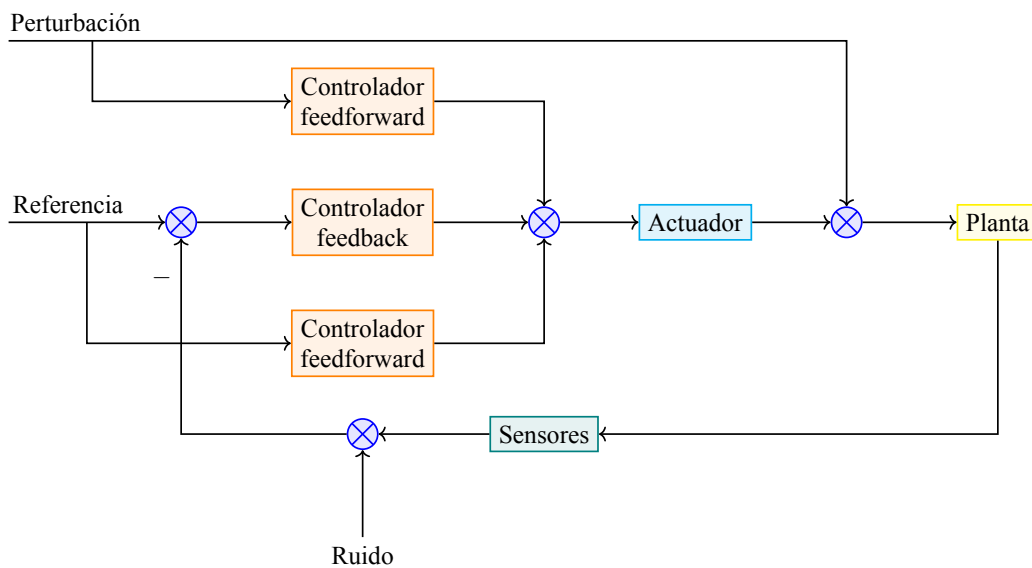 Perturbación
Controlador
feedforward
Referencia
Controlador
feedback
Actuador
Planta
−
Controlador
feedforward
Sensores
Ruido